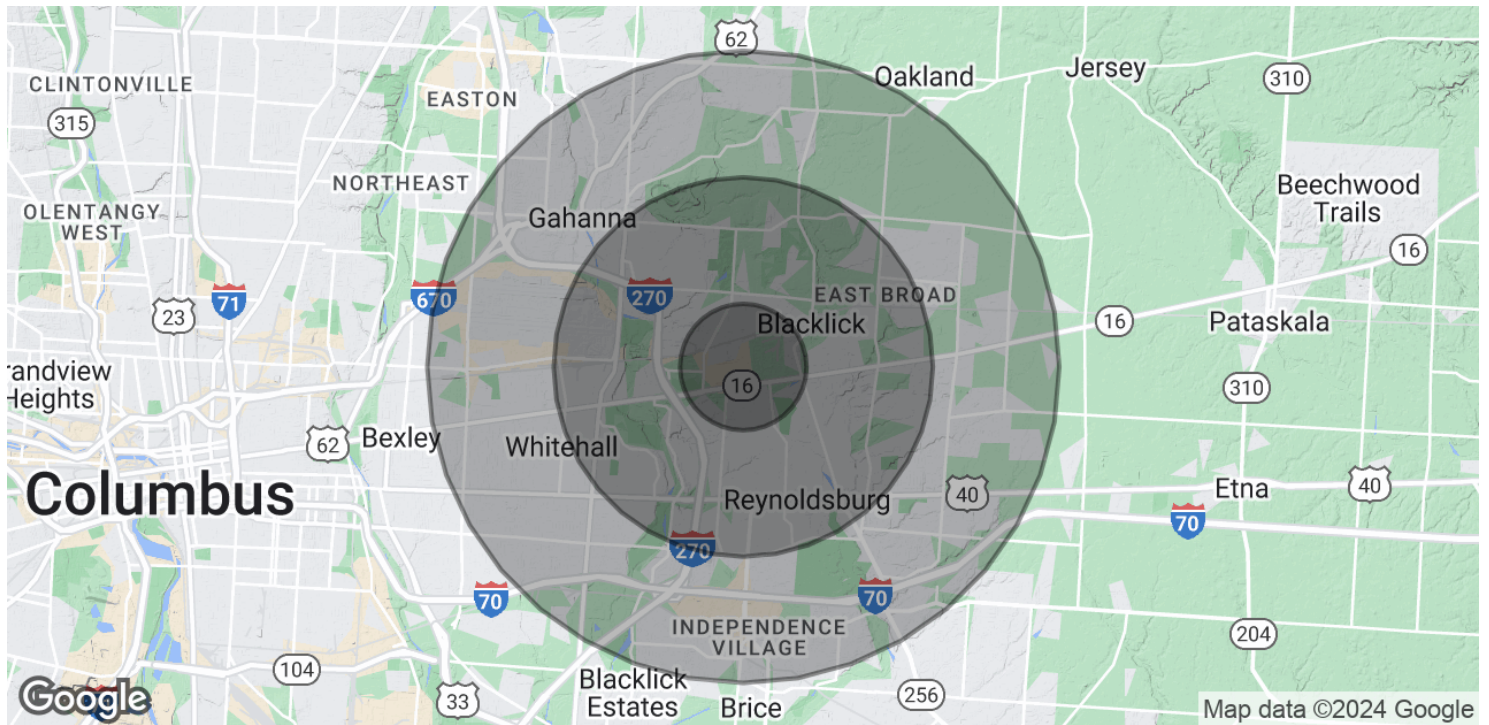 62
Oakland
Jersey
310
CLINTONVILLE
EASTON
315
NORTHEAST
Beechwood
Trails
OLENTANGY
WEST
Gahanna
16
71
670
270
EAST BROAD
23
Blacklick
16
Pataskala
randview
Heights
16
310
62
Bexley
Whitehall
Columbus
Reynoldsburg
40
Etna
40
70
270
70
70
INDEPENDENCE
VILLAGE
204
104
Blacklick
Estates
Brice
33
256
Google
Map data ©2024 Google